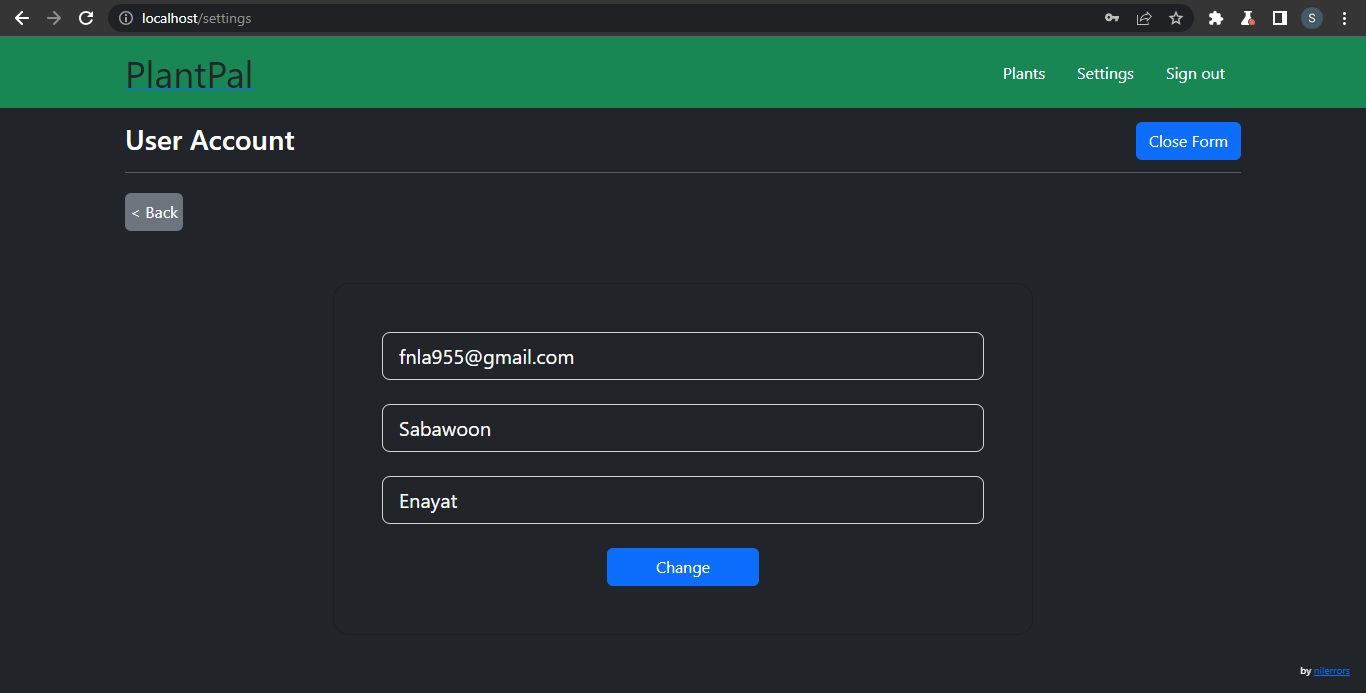 localhost/settings
S
PlantPal
Plants Settings Sign out
User Account
Close Form
< Back
fnla955@gmail.com
Sabawoon
Enayat
Change
by nilerrors